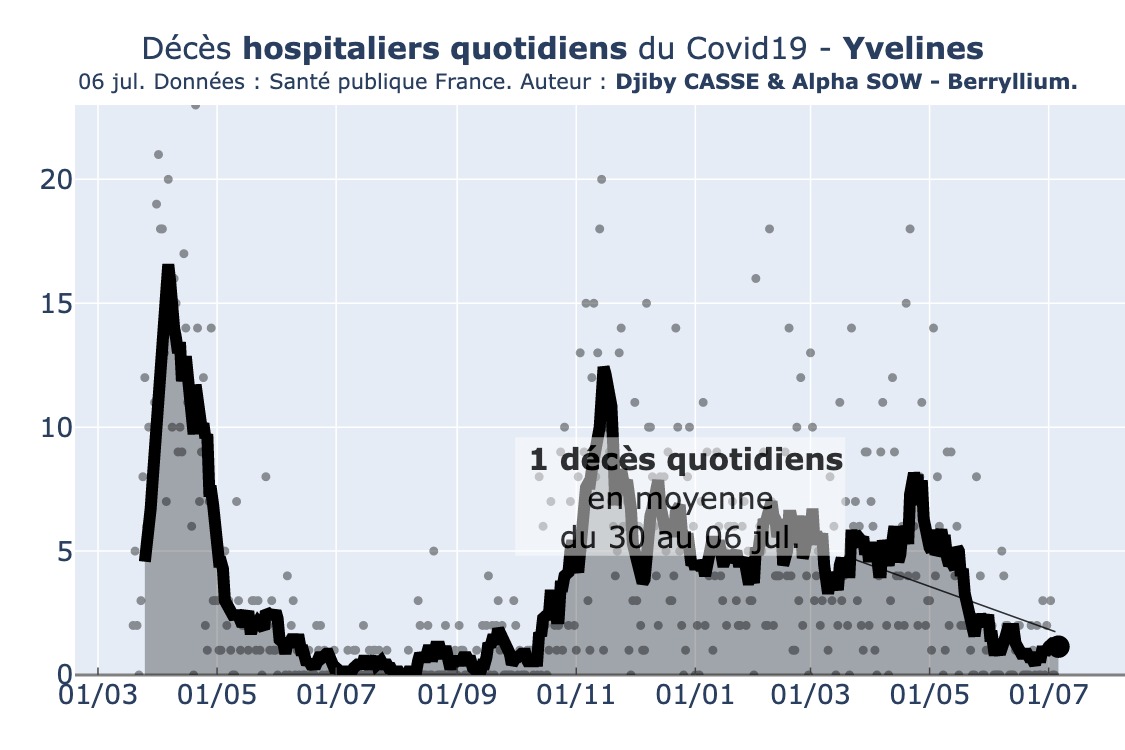 Décès hospitaliers quotidiens du Covid19 - Yvelines
06 jul. Données : Santé publique France. Auteur : Djiby CASSE & Alpha SOW - Berryllium.
20
15
10
5
0
1 décès quotidiens
en moyenne
du 30 au 06 jul.
01/03 01/05 01/07 01/09 01/11 01/01 01/03 01/05 01/07